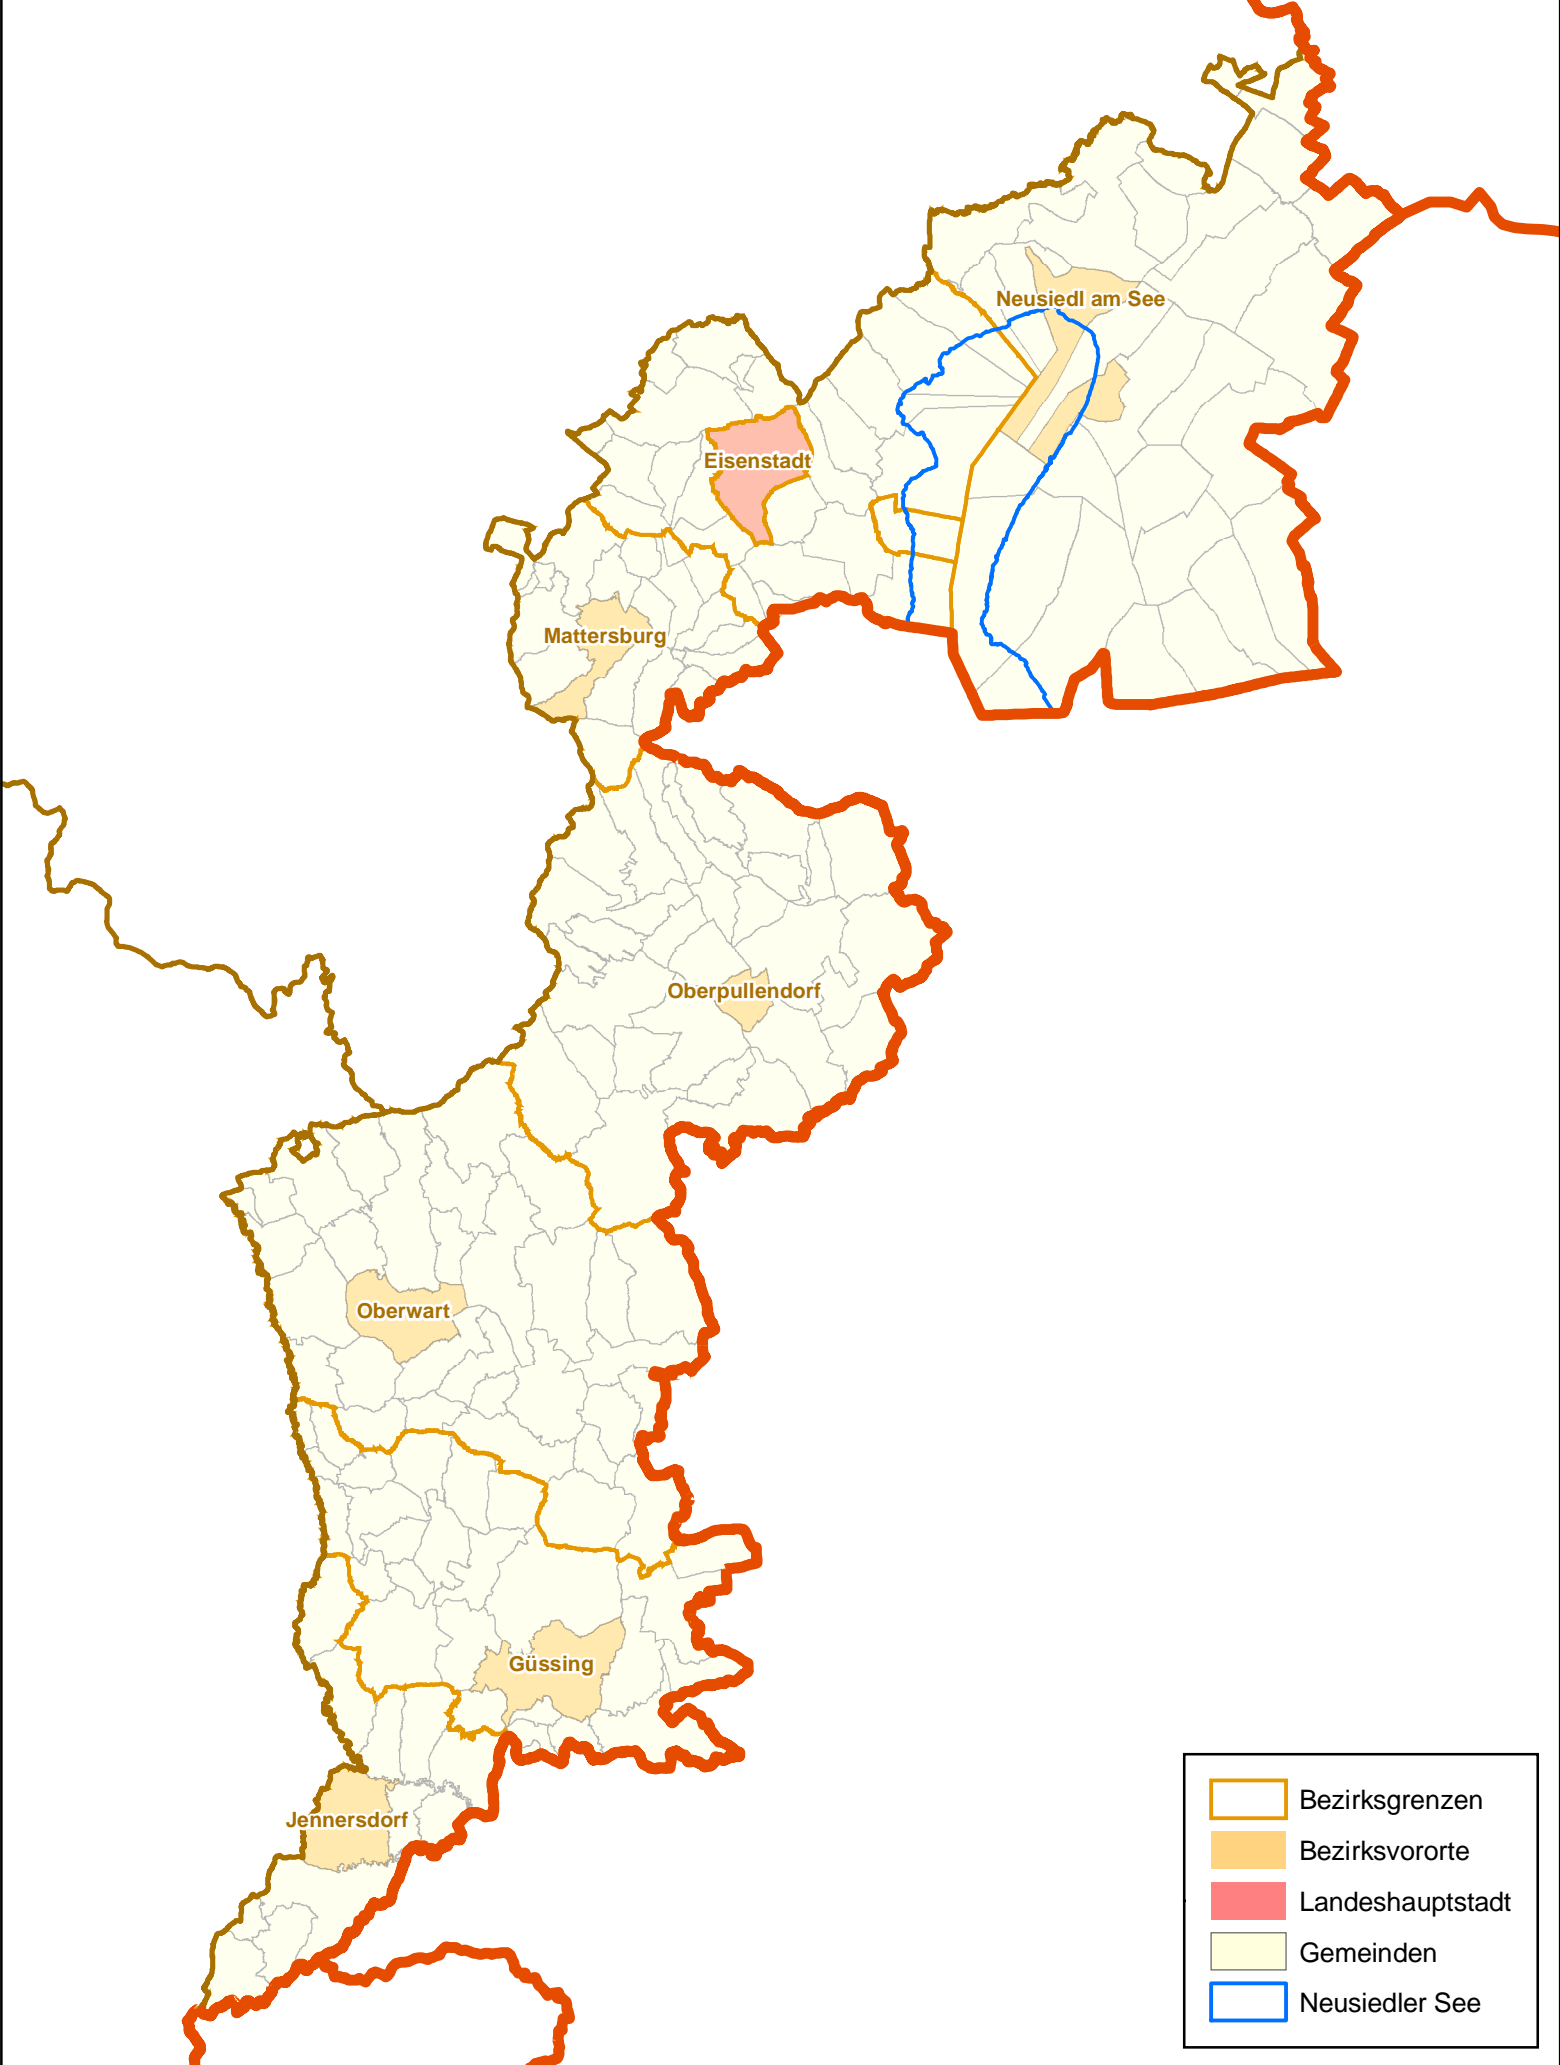 Neusiedl am See
Eisenstadt
Mattersburg
Oberpullendorf
Oberwart
Güssing
Jennersdorf
Bezirksgrenzen
Bezirksvororte
Landeshauptstadt
Gemeinden
Neusiedler See